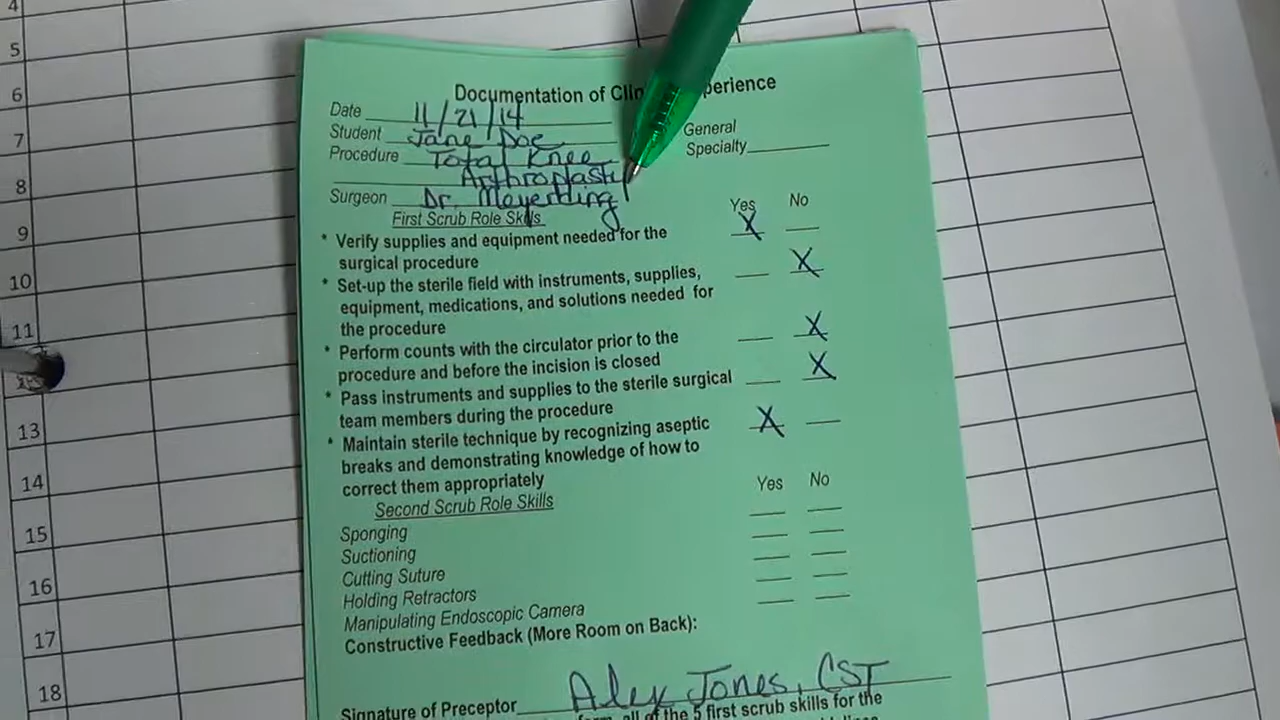 4
5
6
7
8
9
10
11
13
14
15
16
17
18
Documentation of perience
Date 11/21/14
Student Jane Doe
General
Procedure Total Knee
Specialty
Arthroplasty
Surgeon Dr. Meyerding
First Scrub Role Skills
Yes No
* Verify supplies and equipment needed for the X
surgical procedure
* Set-up the sterile field with instruments, supplies, X
equipment, medications, and solutions needed for
the procedure
* Perform counts with the circulator prior to the X
procedure and before the incision is closed
* Pass instruments and supplies to the sterile surgical X
team members during the procedure
* Maintain sterile technique by recognizing aseptic X
breaks and demonstrating knowledge of how to
correct them appropriately
Second Scrub Role Skills
Yes No
Sponging
Suctioning
Cutting Suture
Holding Retractors
Manipulating Endoscopic Camera
Constructive Feedback (More Room on Back):
Signature of Preceptor Alex Jones, CST
all of the 5 first scrub skills for the